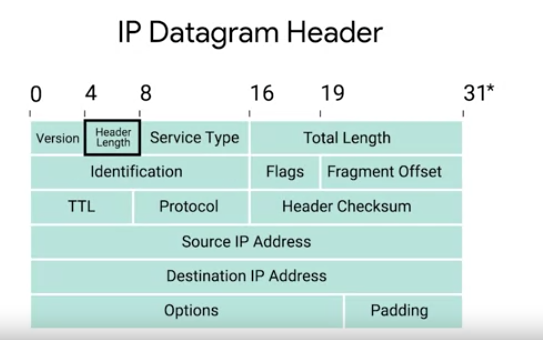 IP Datagram Header
0 4 8 16 19 31*
Version Header Length Service Type Total Length
Identification Flags Fragment Offset
TTL Protocol Header Checksum
Source IP Address
Destination IP Address
Options Padding